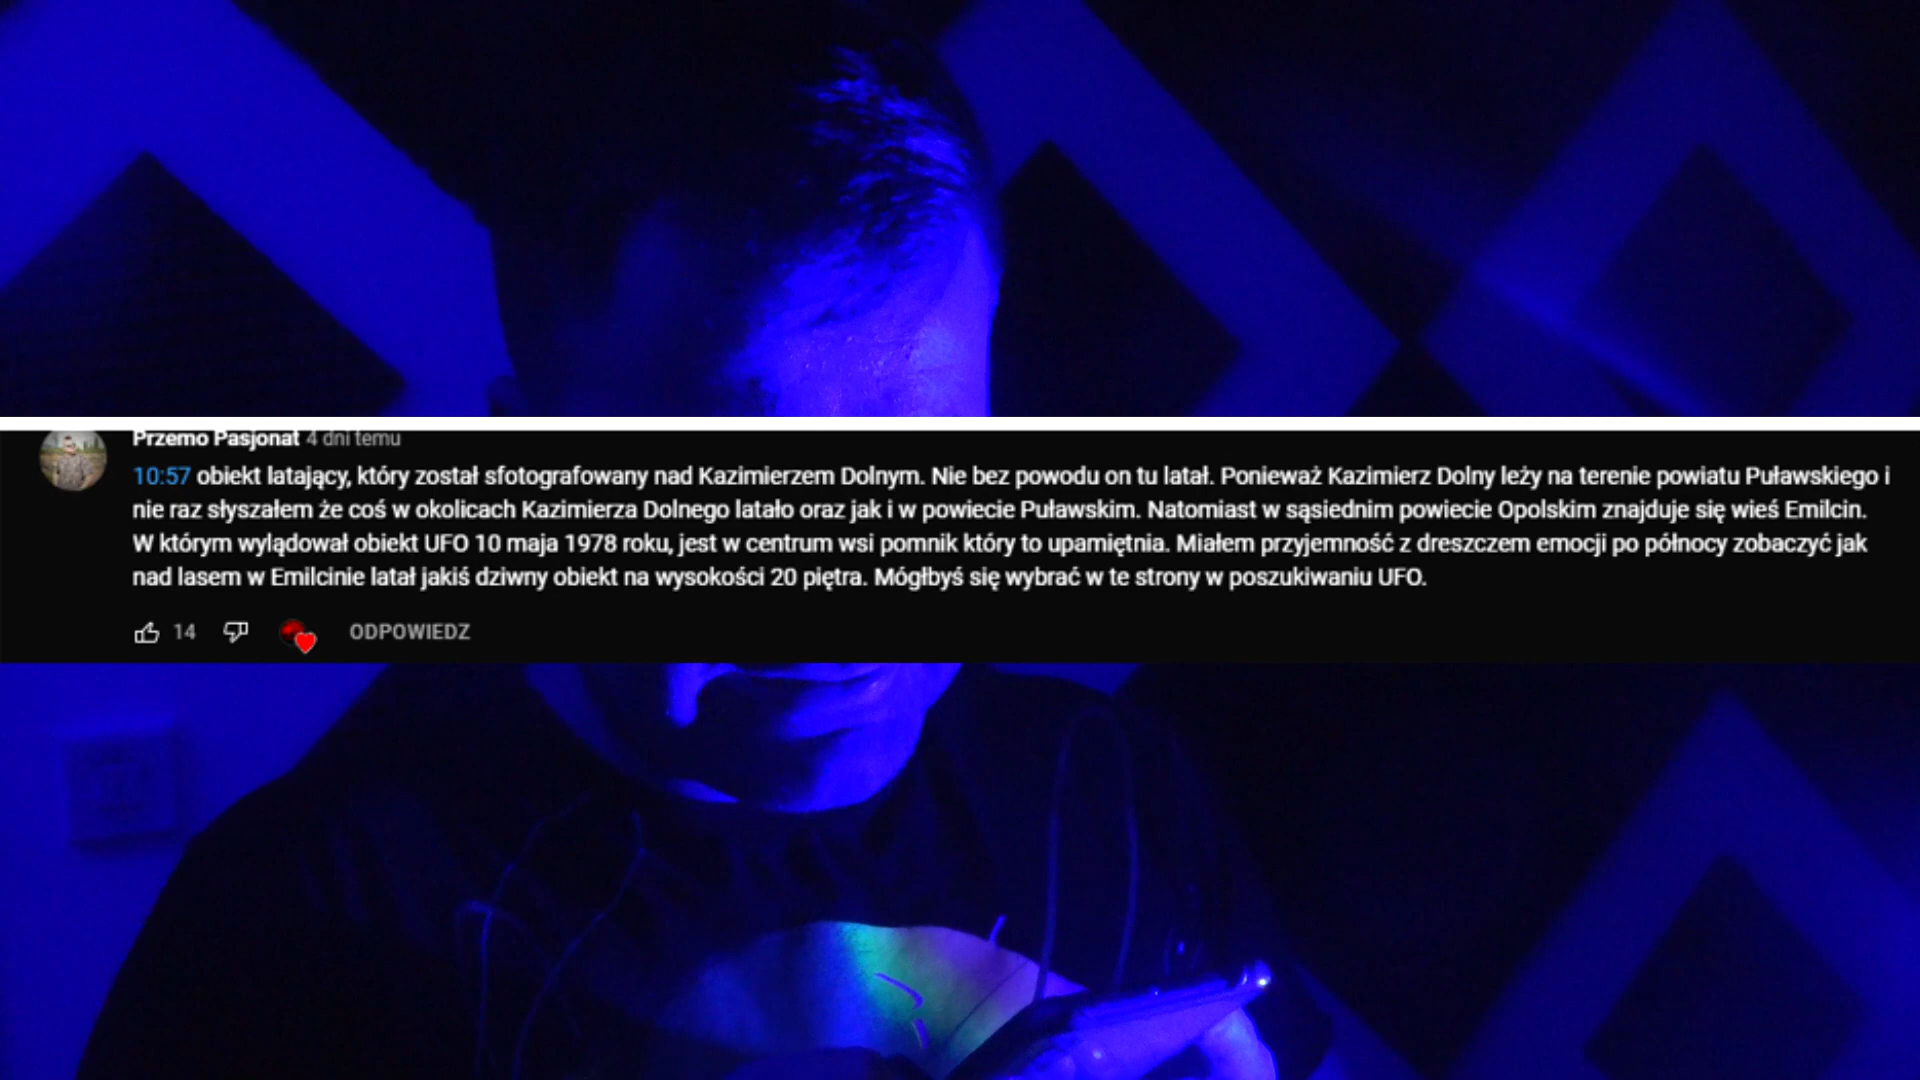 Przemo Pasjonat 4 dni temu
10:57 obiekt latający, który został sfotografowany nad Kazimierzem Dolnym. Nie bez powodu on tu latał. Ponieważ Kazimierz Dolny leży na terenie powiatu Puławskiego i
nie raz słyszałem że coś w okolicach Kazimierza Dolnego latało oraz jak i w powiecie Puławskim. Natomiast w sąsiednim powiecie Opolskim znajduje się wieś Emilcin.
W którym wylądował obiekt UFO 10 maja 1978 roku, jest w centrum wsi pomnik który to upamiętnia. Miałem przyjemność z dreszczem emocji po północy zobaczyć jak
nad lasem w Emilcinie latał jakiś dziwny obiekt na wysokości 20 piętra. Mógłbyś się wybrać w te strony w poszukiwaniu UFO.
14 ODPOWIEDZ